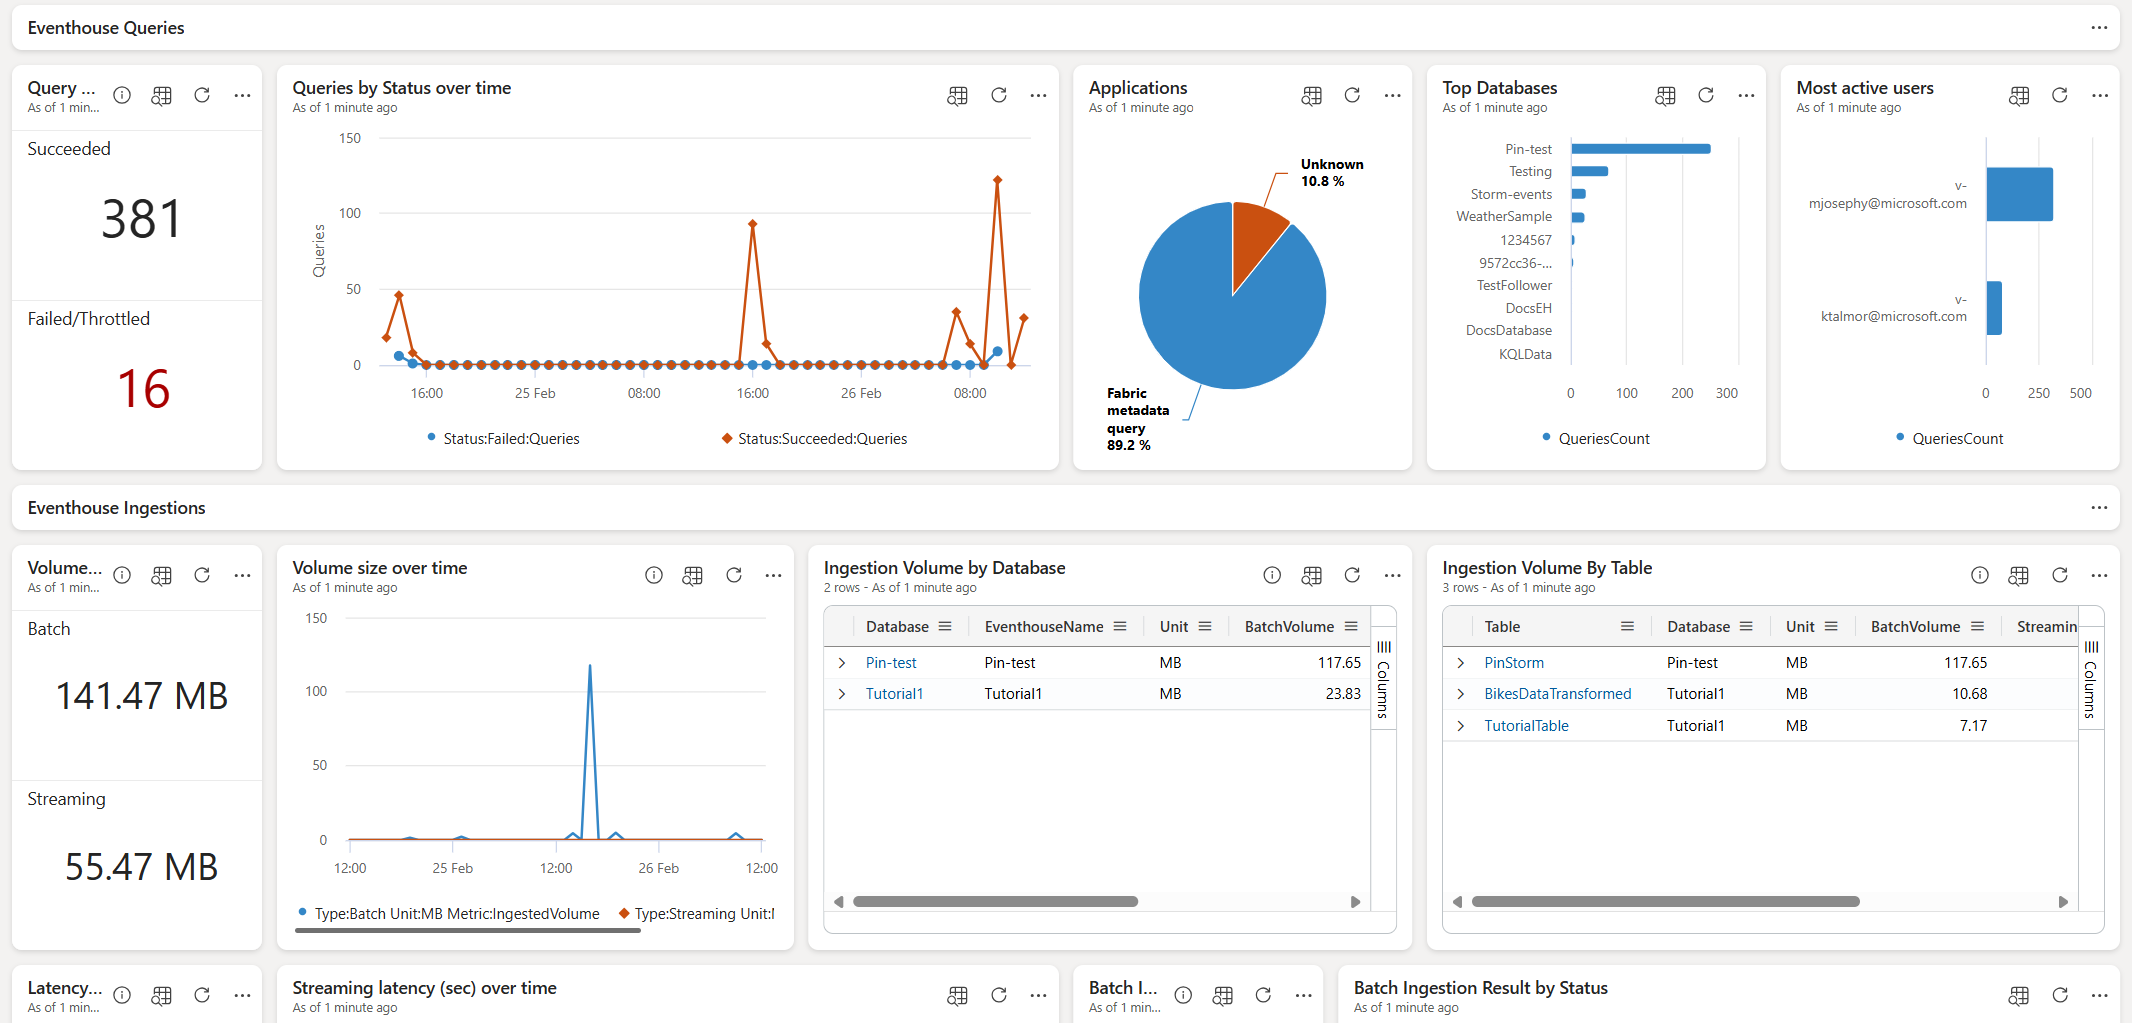 Eventhouse Queries
Query ...
As of 1 min...
Succeeded
381
Failed/Throttled
16
Queries by Status over time
As of 1 minute ago
Queries
150
100
50
0
16:00
25 Feb
08:00
16:00
26 Feb
08:00
Status:Failed:Queries
Status:Succeeded:Queries
Applications
As of 1 minute ago
Unknown
10.8 %
Fabric
metadata
query
89.2 %
Top Databases
As of 1 minute ago
Pin-test
Testing
Storm-events
WeatherSample
1234567
9572cc36-...
TestFollower
DocsEH
DocsDatabase
KQLData
0
100
200
300
QueriesCount
Most active users
As of 1 minute ago
v-
mjosephy@microsoft.com
v-
ktalmor@microsoft.com
0
250
500
QueriesCount
Eventhouse Ingestions
Volume...
As of 1 min...
Batch
141.47 MB
Streaming
55.47 MB
Volume size over time
As of 1 minute ago
150
100
50
0
12:00
25 Feb
12:00
26 Feb
12:00
Type:Batch Unit:MB Metric:IngestedVolume
Type:Streaming Unit:
Ingestion Volume by Database
2 rows - As of 1 minute ago
Database EventhouseName Unit BatchVolume
Pin-test Pin-test MB 117.65
Tutorial1 Tutorial1 MB 23.83
Columns
Ingestion Volume By Table
3 rows - As of 1 minute ago
Table Database Unit BatchVolume Streamin
PinStorm Pin-test MB 117.65
BikesDataTransformed Tutorial1 MB 10.68
TutorialTable Tutorial1 MB 7.17
Columns
Latency...
As of 1 min...
Streaming latency (sec) over time
As of 1 minute ago
Batch I...
As of 1 min...
Batch Ingestion Result by Status
As of 1 minute ago